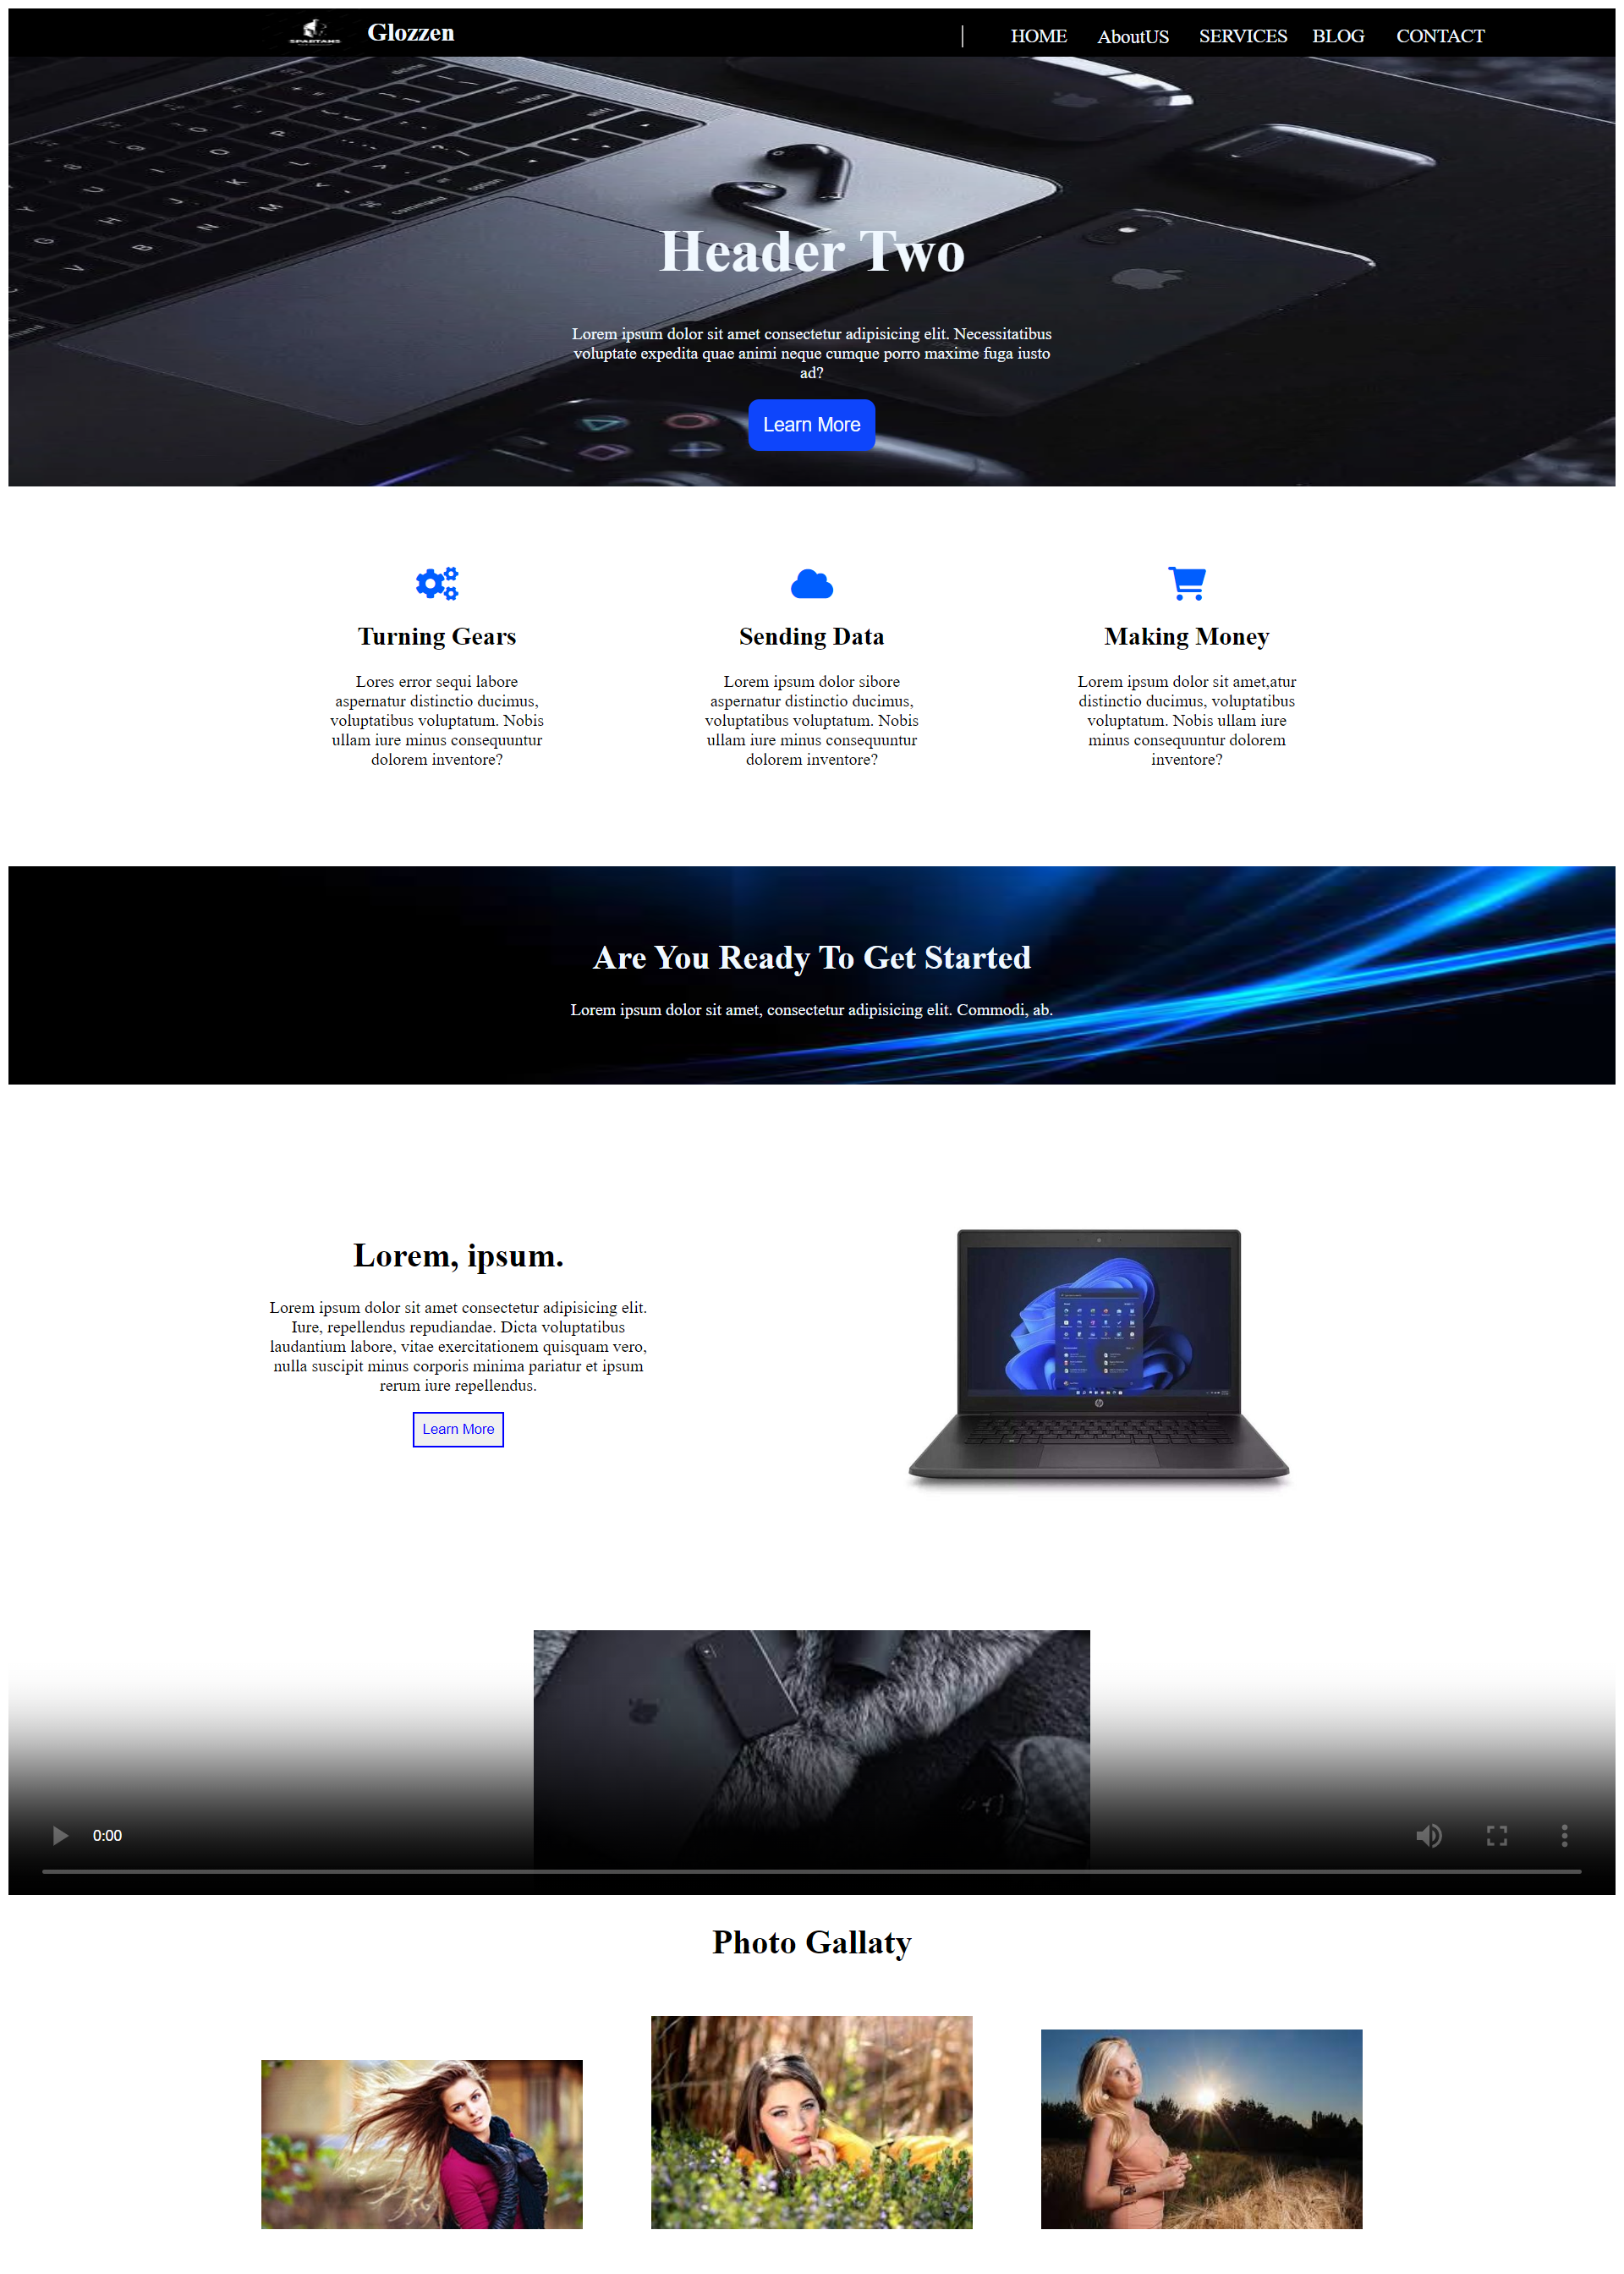 SPARTANS
Glozzen
HOME AboutUS SERVICES BLOG CONTACT
delete
return
shift
option
command
command
Header Two
Lorem ipsum dolor sit amet consectetur adipisicing elit. Necessitatibus
voluptate expedita quae animi neque cumque porro maxime fuga iusto
ad?
Learn More
Turning Gears
Lores error sequi labore
aspernatur distinctio ducimus,
voluptatibus voluptatum. Nobis
ullam iure minus consequuntur
dolorem inventore?
Sending Data
Lorem ipsum dolor sibore
aspernatur distinctio ducimus,
voluptatibus voluptatum. Nobis
ullam iure minus consequuntur
dolorem inventore?
Making Money
Lorem ipsum dolor sit amet,atur
distinctio ducimus, voluptatibus
voluptatum. Nobis ullam iure
minus consequuntur dolorem
inventore?
Are You Ready To Get Started
Lorem ipsum dolor sit amet, consectetur adipisicing elit. Commodi, ab.
Lorem, ipsum.
Lorem ipsum dolor sit amet consectetur adipisicing elit.
Iure, repellendus repudiandae. Dicta voluptatibus
laudantium labore, vitae exercitationem quisquam vero,
nulla suscipit minus corporis minima pariatur et ipsum
rerum iure repellendus.
Learn More
hp
0:00
Photo Gallaty